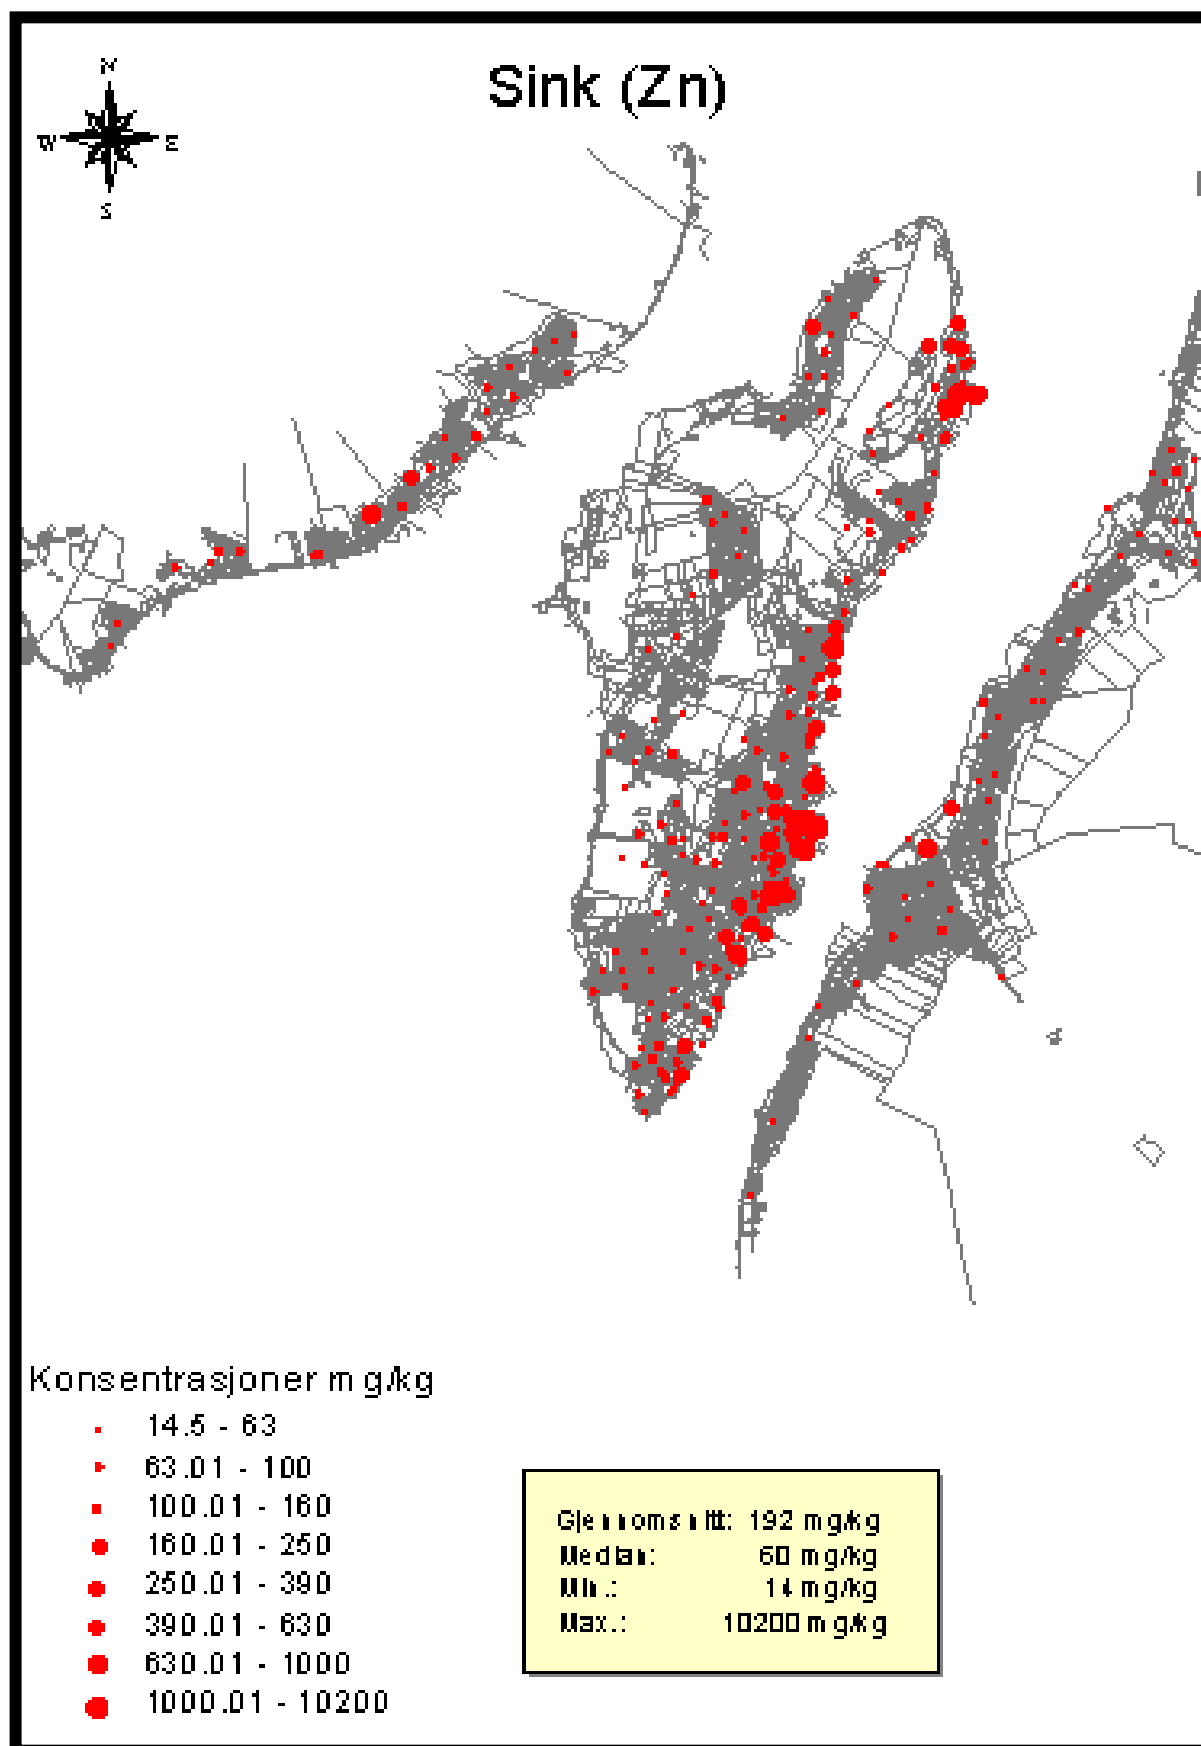 Sink (Zn)
N
W E
S
Konsentrasjoner mg/kg
14.5 - 63
63.01 - 100
100.01 - 160
160.01 - 250
250.01 - 390
390.01 - 630
630.01 - 1000
1000.01 - 10200
Gjennomsnitt: 192 mg/kg
Median: 60 mg/kg
Min.: 14 mg/kg
Max.: 10200 mg/kg